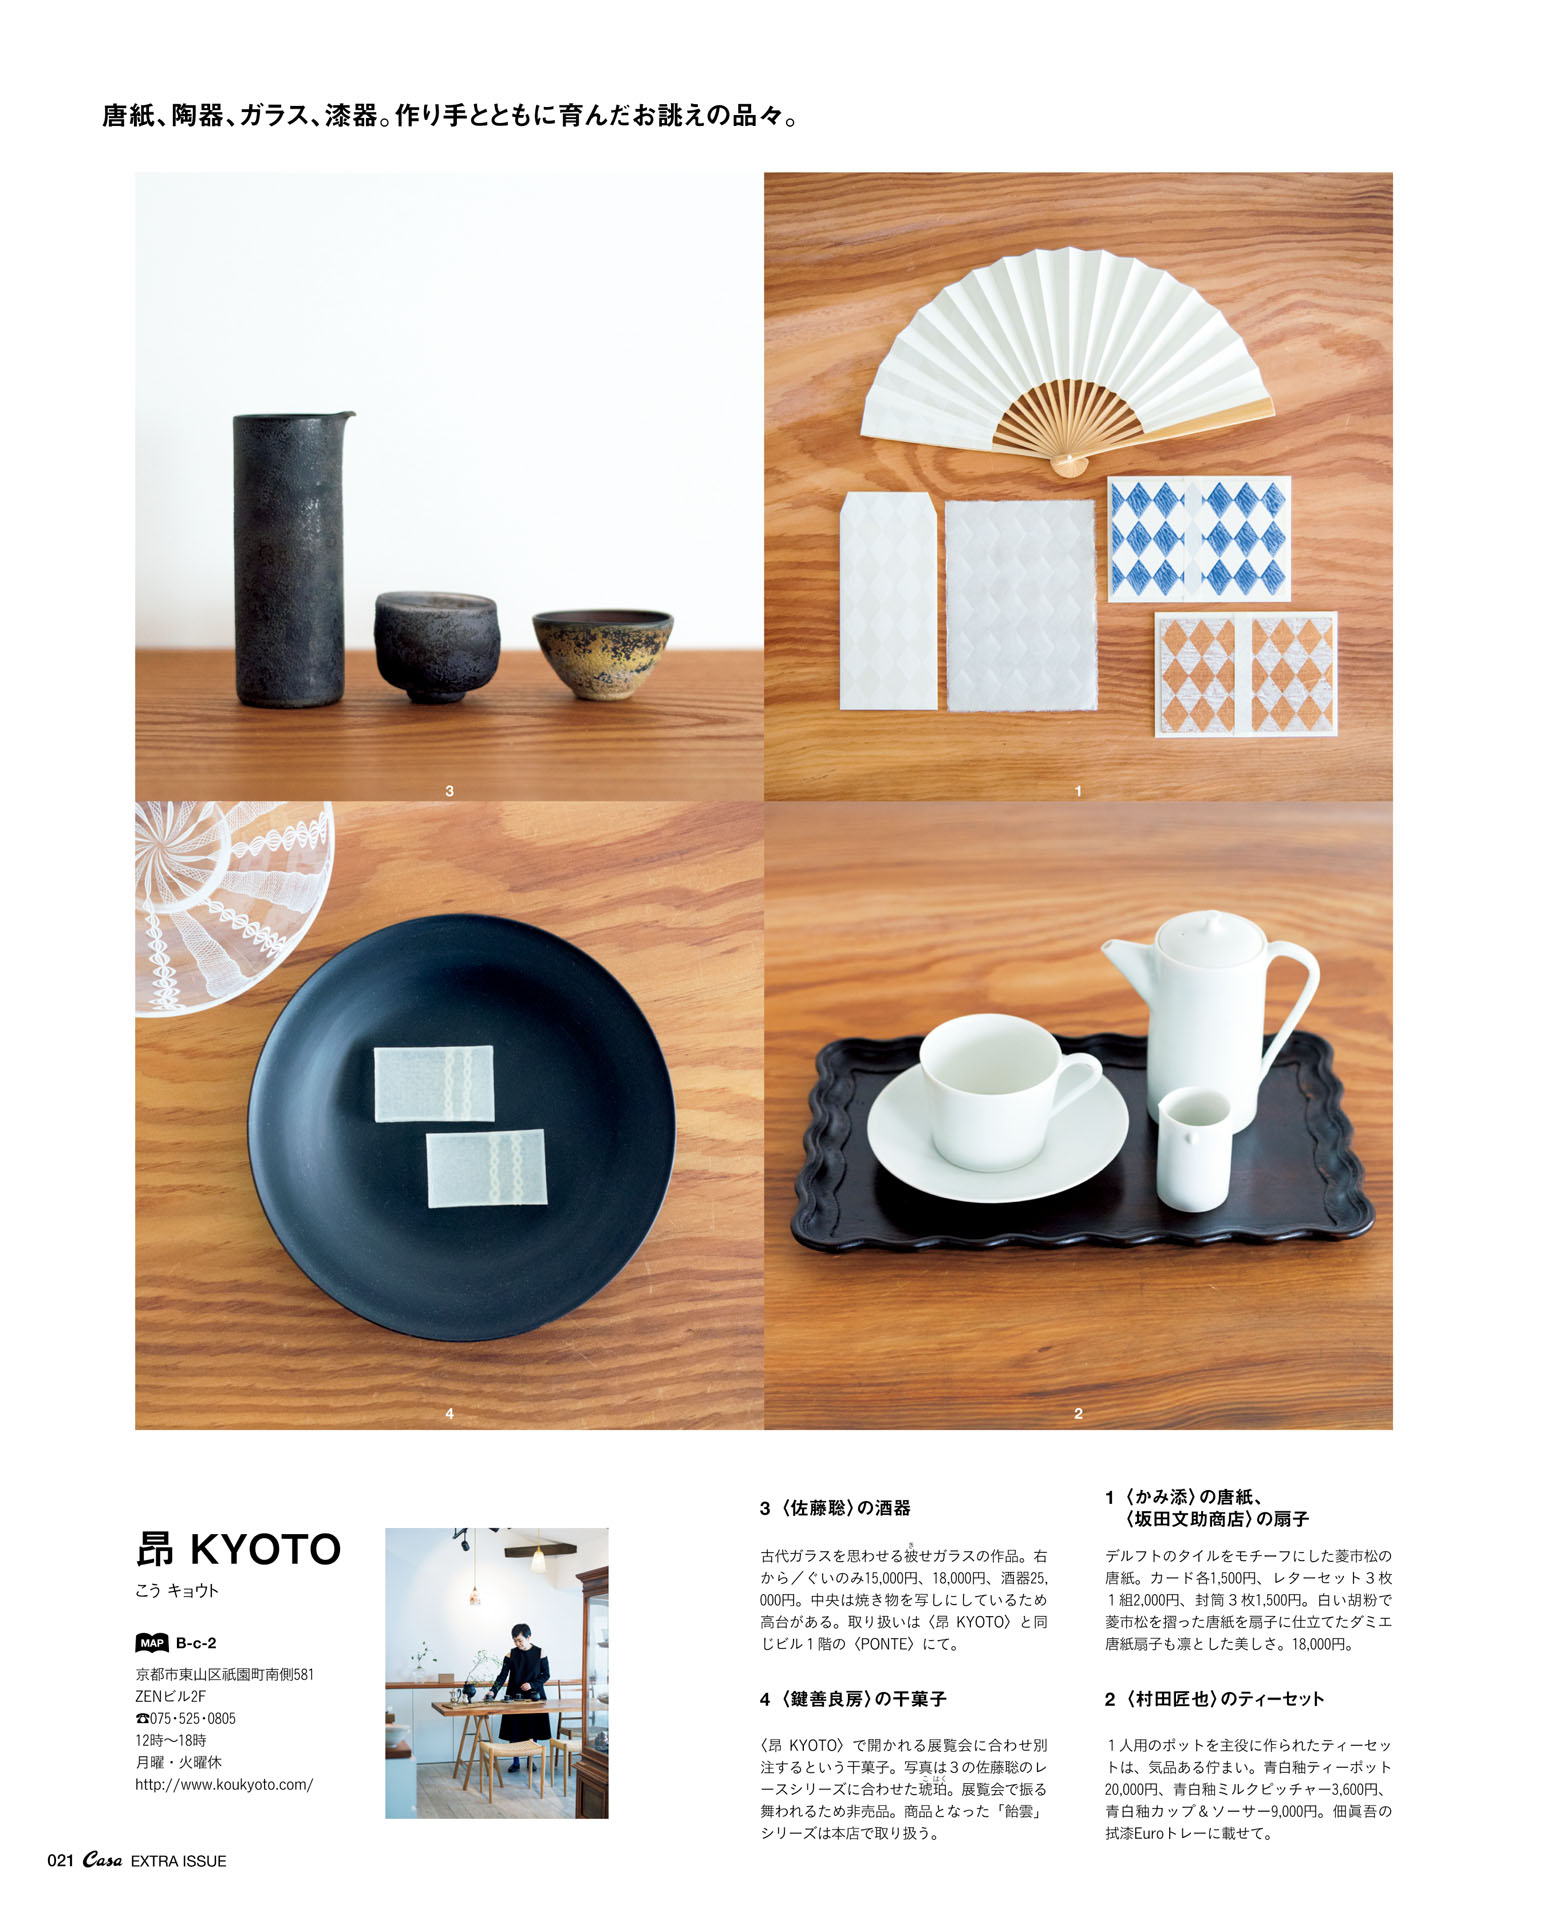 唐紙、陶器、ガラス、漆器。作り手とともに育んだお誂えの品々。
3
1
4
2
昴 KYOTO
こう キョウト
MAP B-c-2
京都市東山区祇園町南側581
ZENビル2F
☎075・525・0805
12時〜18時
月曜・火曜休
http://www.koukyoto.com/
1 〈かみ添〉の唐紙、
〈坂田文助商店〉の扇子
デルフトのタイルをモチーフにした菱市松の
唐紙。カード各1,500円、レターセット３枚
１組2,000円、封筒３枚1,500円。白い胡粉で
菱市松を摺った唐紙を扇子に仕立てたダミエ
唐紙扇子も凛とした美しさ。18,000円。
2 〈村田匠也〉のティーセット
１人用のポットを主役に作られたティーセッ
トは、気品ある佇まい。青白釉ティーポット
20,000円、青白釉ミルクピッチャー3,600円、
青白釉カップ＆ソーサー9,000円。佃眞吾の
拭漆Euroトレーに載せて。
3 〈佐藤聡〉の酒器
き
古代ガラスを思わせる被せガラスの作品。右
から／ぐいのみ15,000円、18,000円、酒器25,
000円。中央は焼き物を写しにしているため
高台がある。取り扱いは〈昴 KYOTO〉と同
じビル１階の〈PONTE〉にて。
4 〈鍵善良房〉の干菓子
〈昴 KYOTO〉で開かれる展覧会に合わせ別
注するという干菓子。写真は３の佐藤聡のレ
こ はく
ースシリーズに合わせた琥珀。展覧会で振る
舞われるため非売品。商品となった「飴雲」
シリーズは本店で取り扱う。
021 Casa EXTRA ISSUE